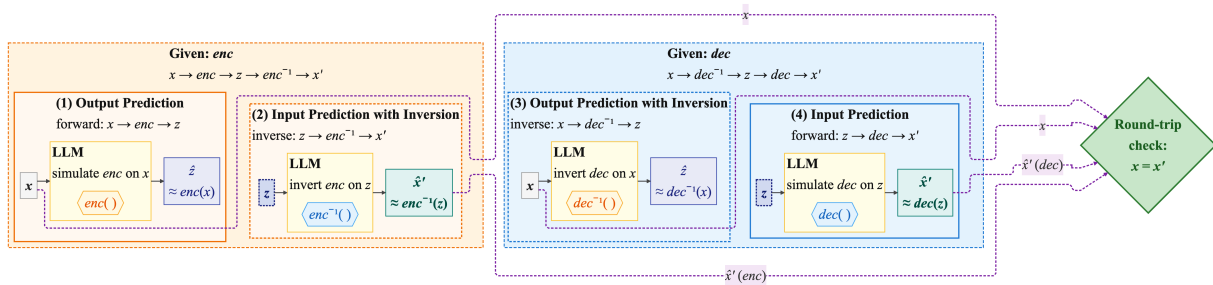 x
Given: enc
x → enc → z → enc⁻¹ → x′
(1) Output Prediction
forward: x → enc → z
LLM
simulate enc on x
enc( )
x
ẑ
≈ enc(x)
(2) Input Prediction with Inversion
inverse: z → enc⁻¹ → x′
LLM
invert enc on z
enc⁻¹( )
z
x̂′
≈ enc⁻¹(z)
Given: dec
x → dec⁻¹ → z → dec → x′
(3) Output Prediction with Inversion
inverse: x → dec⁻¹ → z
LLM
invert dec on x
dec⁻¹( )
x
ẑ
≈ dec⁻¹(x)
(4) Input Prediction
forward: z → dec → x′
LLM
simulate dec on z
dec( )
z
x̂′
≈ dec(z)
x
x̂′ (dec)
x̂′ (enc)
Round-trip
check:
x = x′